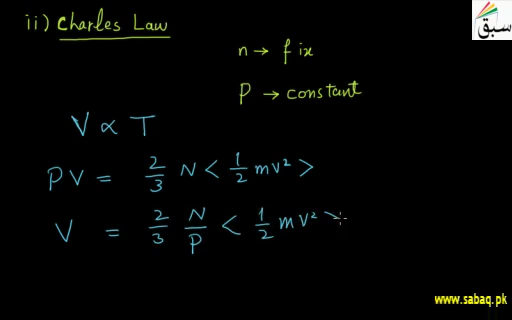 ii) Charles Law
سبق
n → fix
P → constant
V ∝ T
PV = 2/3 N < 1/2 mv² >
V = 2/3 N/P < 1/2 mv² >
www.sabaq.pk